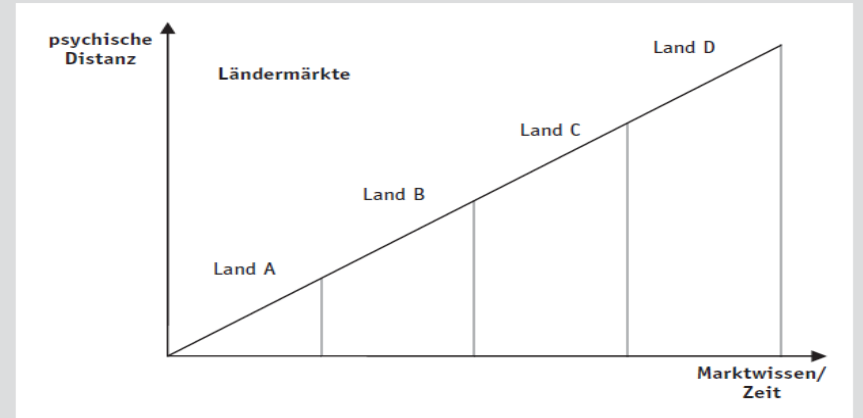 psychische
Distanz
Ländermärkte
Land A
Land B
Land C
Land D
Marktwissen/
Zeit